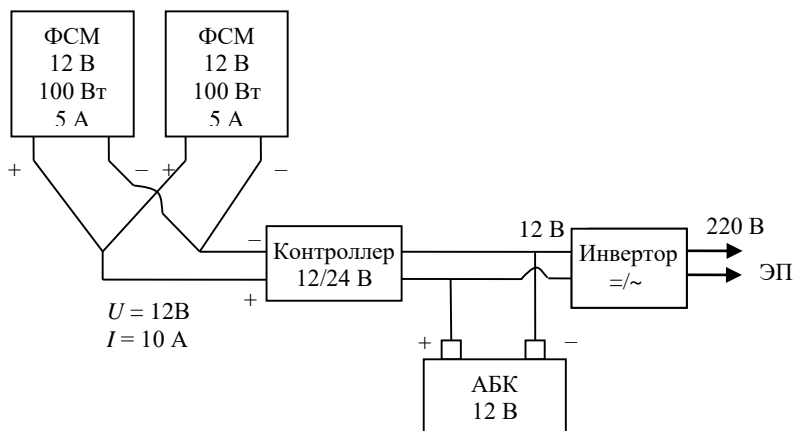 ФСМ
12 В
100 Вт
5 А
ФСМ
12 В
100 Вт
5 А
+
–
+
–
–
Контроллер
12/24 В
+
12 В
Инвертор
=/~
220 В
ЭП
U = 12В
I = 10 А
+
–
АБК
12 В